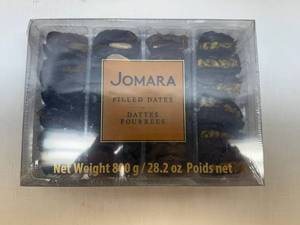 JOMARA
FILLED DATES
DATTES
FOURRÉES
Net Weight 800 g / 28.2 oz Poids net